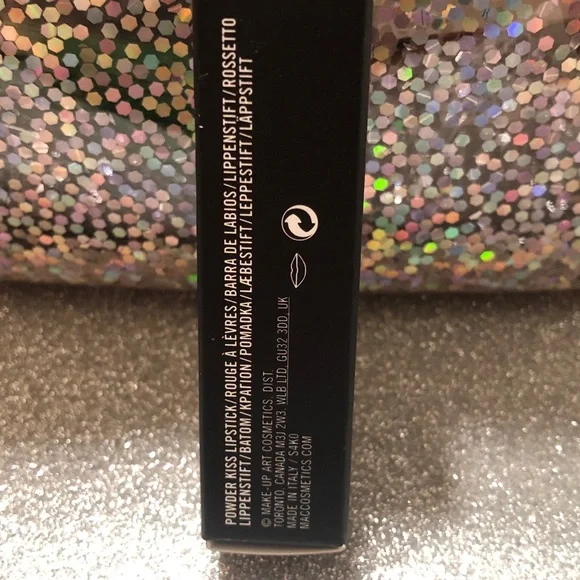 POWDER KISS LIPSTICK/ROUGE À LÈVRES/BARRA DE LABIOS/LIPPENSTIFT/ROSSETTO
LIPPENSTIFT/BATOM/ΚΡΑΓΙΟΝ/POMADKA/LÆBESTIFT/LEPPESTIFT/LÄPPSTIFT
© MAKE-UP ART COSMETICS, DIST.
TORONTO, CANADA M3J 2W3. WLB LTD. GU32 3DD, UK
MADE IN ITALY / S4K0
MACCOSMETICS.COM